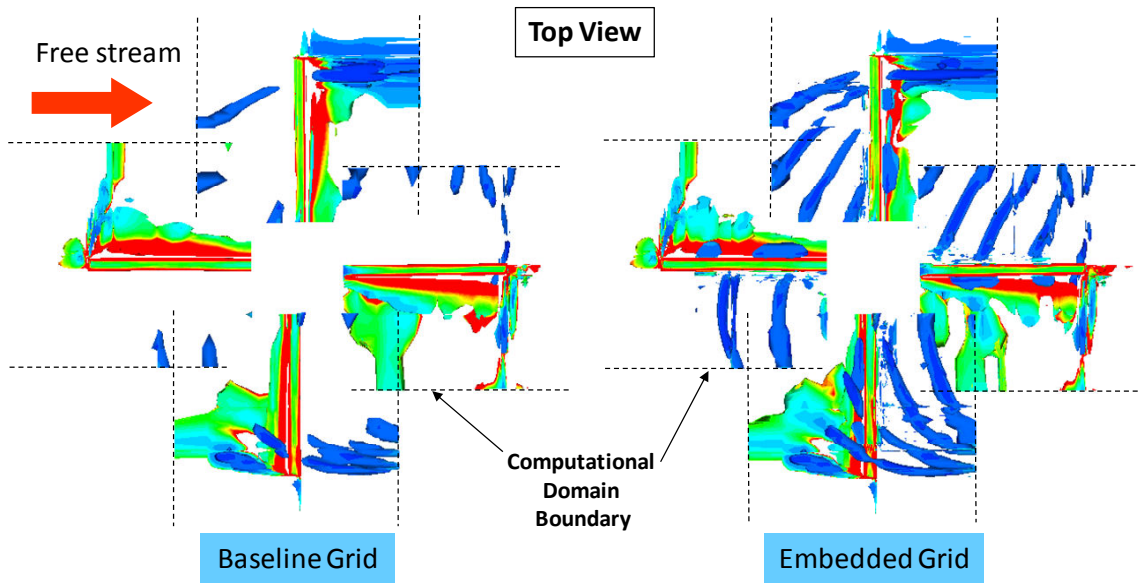 Top View
Free stream
Computational
Domain
Boundary
Baseline Grid
Embedded Grid